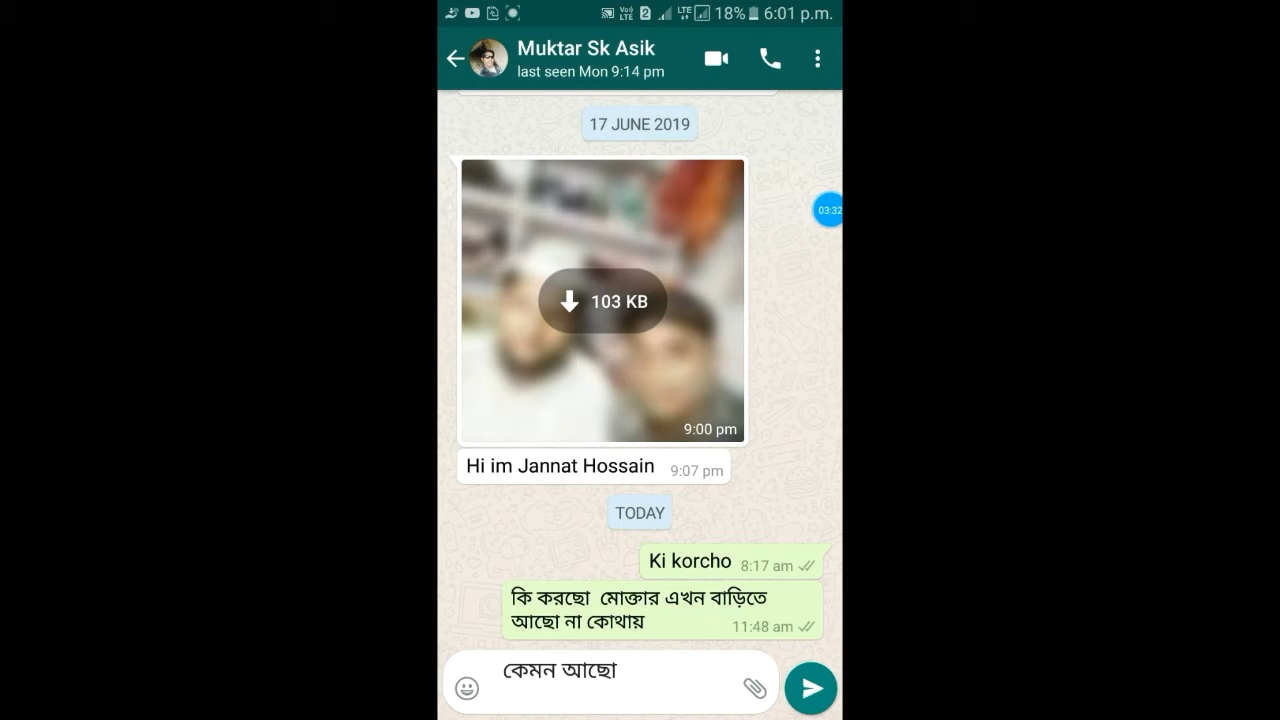 18% 6:01 p.m.
Muktar Sk Asik
last seen Mon 9:14 pm
17 JUNE 2019
03:32
103 KB
9:00 pm
Hi im Jannat Hossain 9:07 pm
TODAY
Ki korcho 8:17 am
কি করছো মোক্তার এখন বাড়িতে
আছো না কোথায় 11:48 am
কেমন আছো